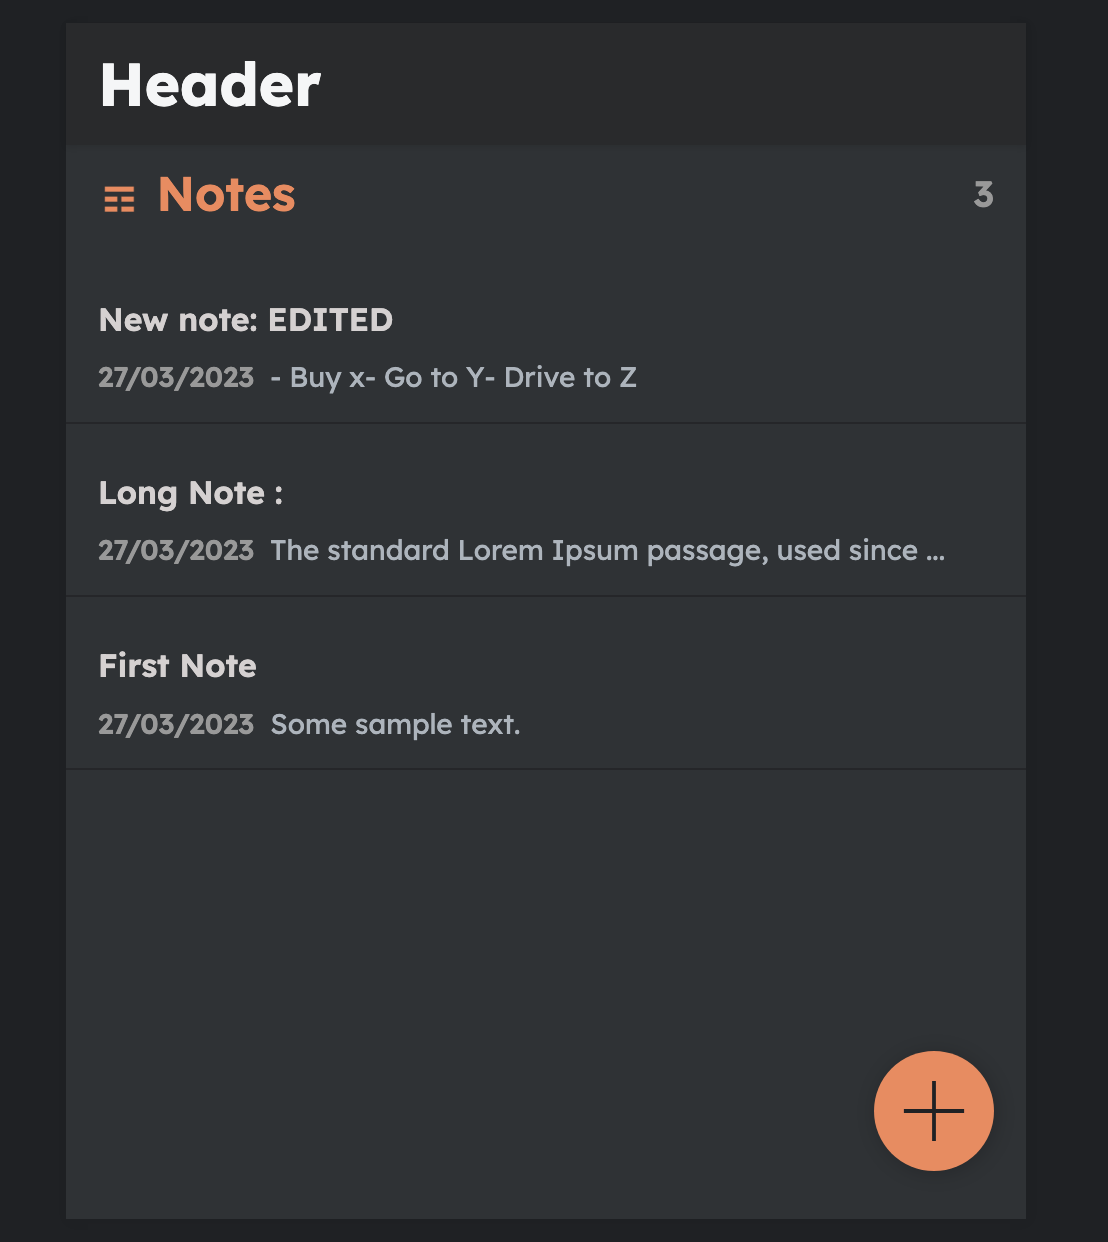 Header
Notes 3
New note: EDITED
27/03/2023 - Buy x- Go to Y- Drive to Z
Long Note :
27/03/2023 The standard Lorem Ipsum passage, used since ...
First Note
27/03/2023 Some sample text.